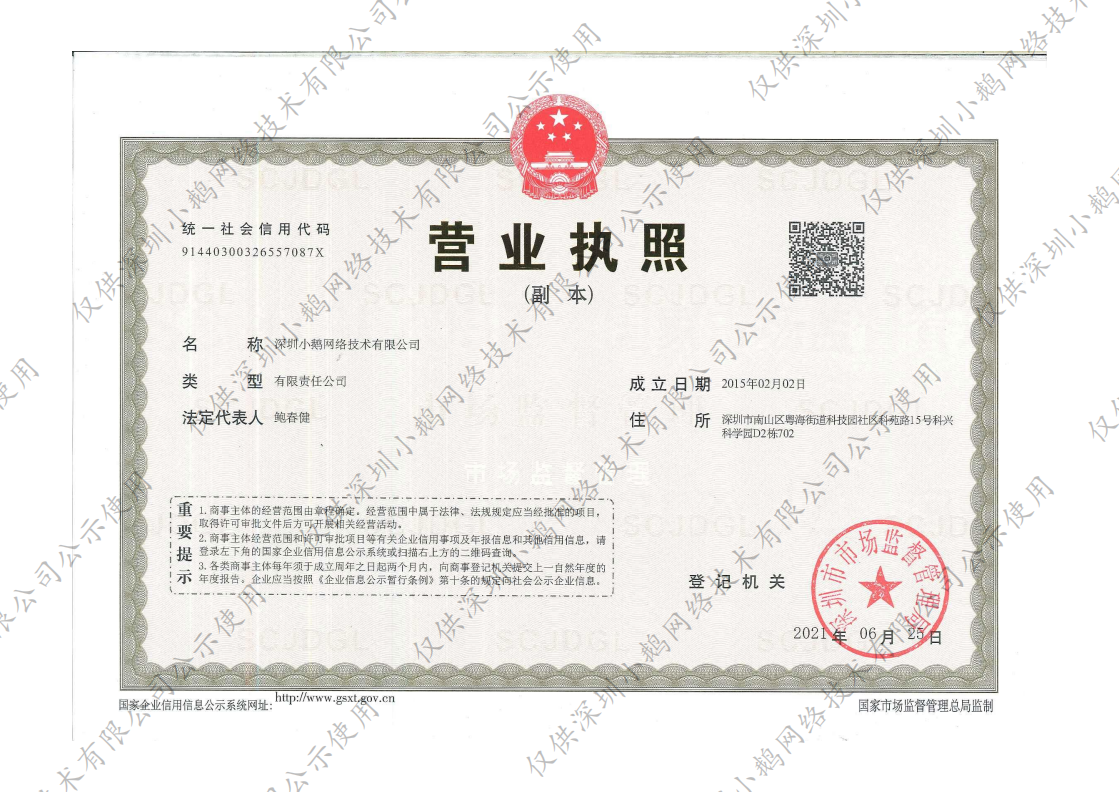 统一社会信用代码
91440300326557087X
营业执照
(副 本)
名 称 深圳小鹅网络技术有限公司
类 型 有限责任公司
法定代表人 鲍春健
成立日期 2015年02月02日
住 所 深圳市南山区粤海街道科技园社区科苑路15号科兴
科学园D2栋702
重要提示
1.商事主体的经营范围由章程确定。经营范围中属于法律、法规规定应当经批准的项目，
取得许可审批文件后方可开展相关经营活动。
2.商事主体经营范围和许可审批项目等有关企业信用事项及年报信息和其他信用信息，请
登录左下角的国家企业信用信息公示系统或扫描右上方的二维码查询。
3.各类商事主体每年须于成立周年之日起两个月内，向商事登记机关提交上一自然年度的
年度报告。企业应当按照《企业信息公示暂行条例》第十条的规定向社会公示企业信息。
登记机关
深圳市市场监督管理局
2021年 06月 25日
国家企业信用信息公示系统网址：http://www.gsxt.gov.cn
国家市场监督管理总局监制
仅供深圳小鹅网络技术有限公司公示使用
SCJDGL
市场监督管理